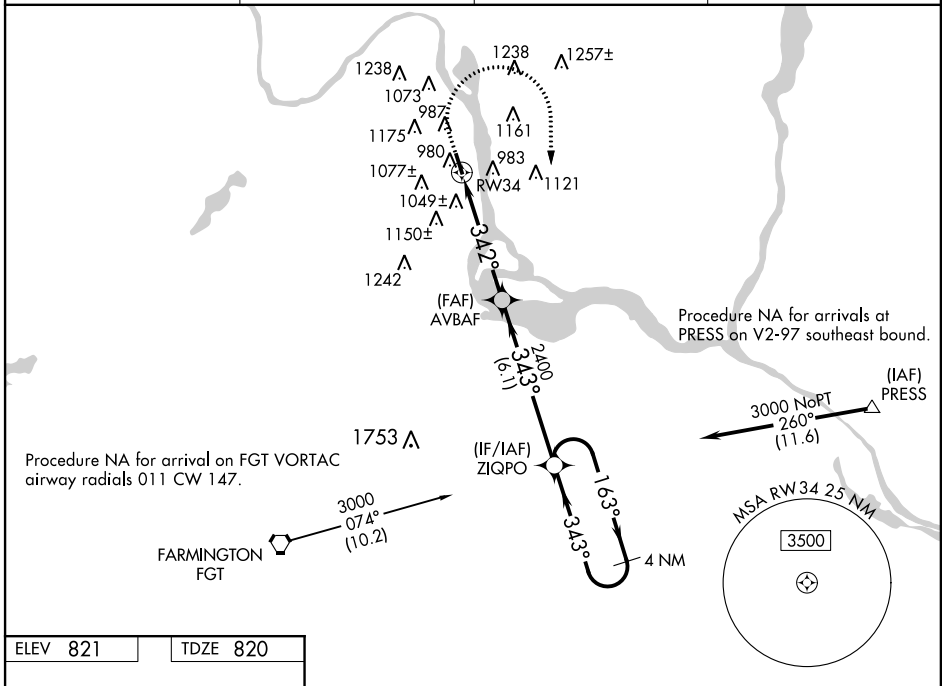 1238
1257±
1238
1073
987
1175
1161
980
983
1077±
RW34
1121
1049±
1150±
342°
1242
(FAF)
AVBAF
Procedure NA for arrivals at
PRESS on V2-97 southeast bound.
2400
343°
(6.1)
(IAF)
PRESS
3000 NoPT
260°
(11.6)
1753
(IF/IAF)
ZIQPO
Procedure NA for arrival on FGT VORTAC
airway radials 011 CW 147.
163°
3000
074°
(10.2)
MSA RW34 25 NM
343°
3500
FARMINGTON
FGT
4 NM
ELEV 821
TDZE 820